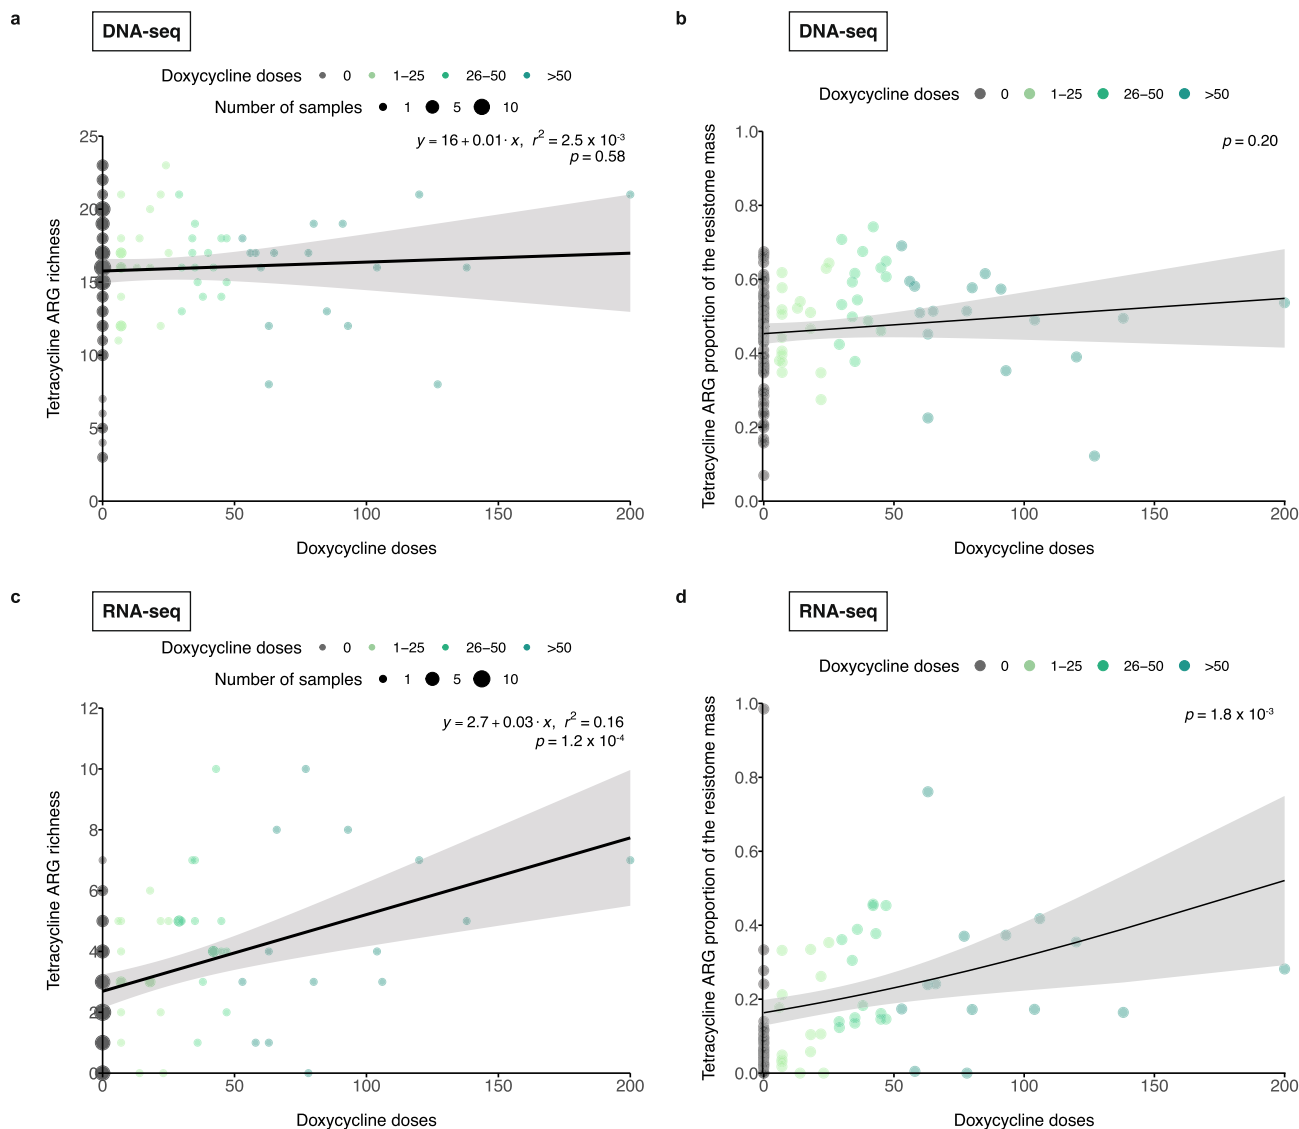 a
DNA-seq
Doxycycline doses 0 1–25 26–50 >50
Number of samples 1 5 10
y = 16 + 0.01· x, r² = 2.5 x 10⁻³
p = 0.58
Tetracycline ARG richness
25
20
15
10
5
0
0 50 100 150 200
Doxycycline doses
b
DNA-seq
Doxycycline doses 0 1–25 26–50 >50
p = 0.20
Tetracycline ARG proportion of the resistome mass
1.0
0.8
0.6
0.4
0.2
0.0
0 50 100 150 200
Doxycycline doses
c
RNA-seq
Doxycycline doses 0 1–25 26–50 >50
Number of samples 1 5 10
y = 2.7 + 0.03· x, r² = 0.16
p = 1.2 x 10⁻⁴
Tetracycline ARG richness
12
10
8
6
4
2
0
0 50 100 150 200
Doxycycline doses
d
RNA-seq
Doxycycline doses 0 1–25 26–50 >50
p = 1.8 x 10⁻³
Tetracycline ARG proportion of the resistome mass
1.0
0.8
0.6
0.4
0.2
0.0
0 50 100 150 200
Doxycycline doses